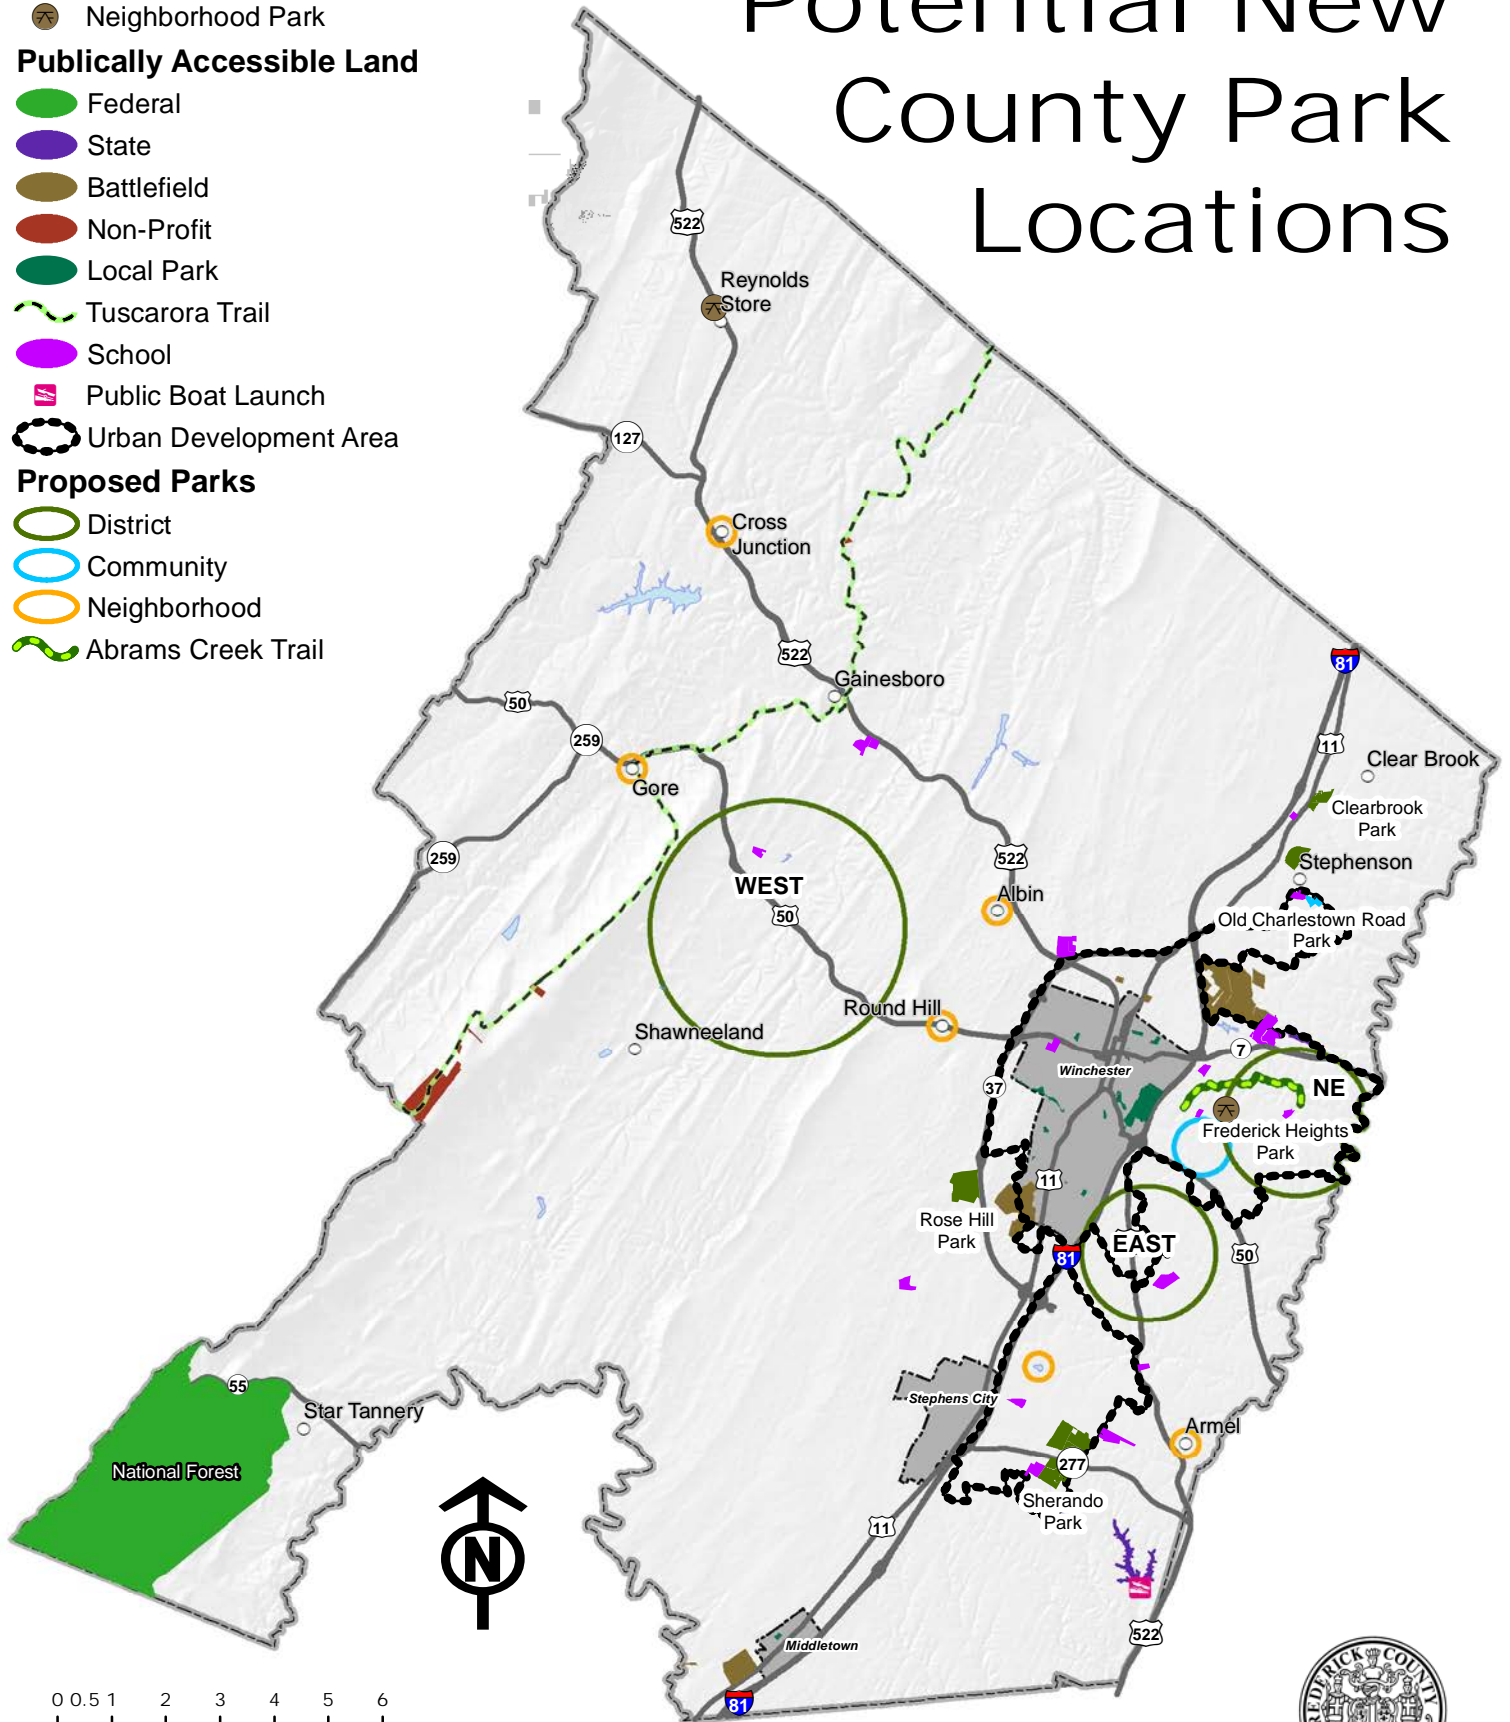 Potential New
County Park
Locations
Neighborhood Park
Publically Accessible Land
Federal
State
Battlefield
Non-Profit
Local Park
Tuscarora Trail
School
Public Boat Launch
Urban Development Area
Proposed Parks
District
Community
Neighborhood
Abrams Creek Trail
522
Reynolds
Store
127
Cross
Junction
522
Gainesboro
81
50
259
11
Clear Brook
Gore
Clearbrook
Park
259
522
Stephenson
WEST
50
Albin
Old Charlestown Road
Park
Round Hill
Shawneeland
7
Winchester
37
NE
Frederick Heights
Park
11
Rose Hill
Park
EAST
81
50
55
Stephens City
Star Tannery
Armel
National Forest
277
Sherando
Park
N
11
522
Middletown
81
0 0.5 1 2 3 4 5 6
FREDERICK COUNTY